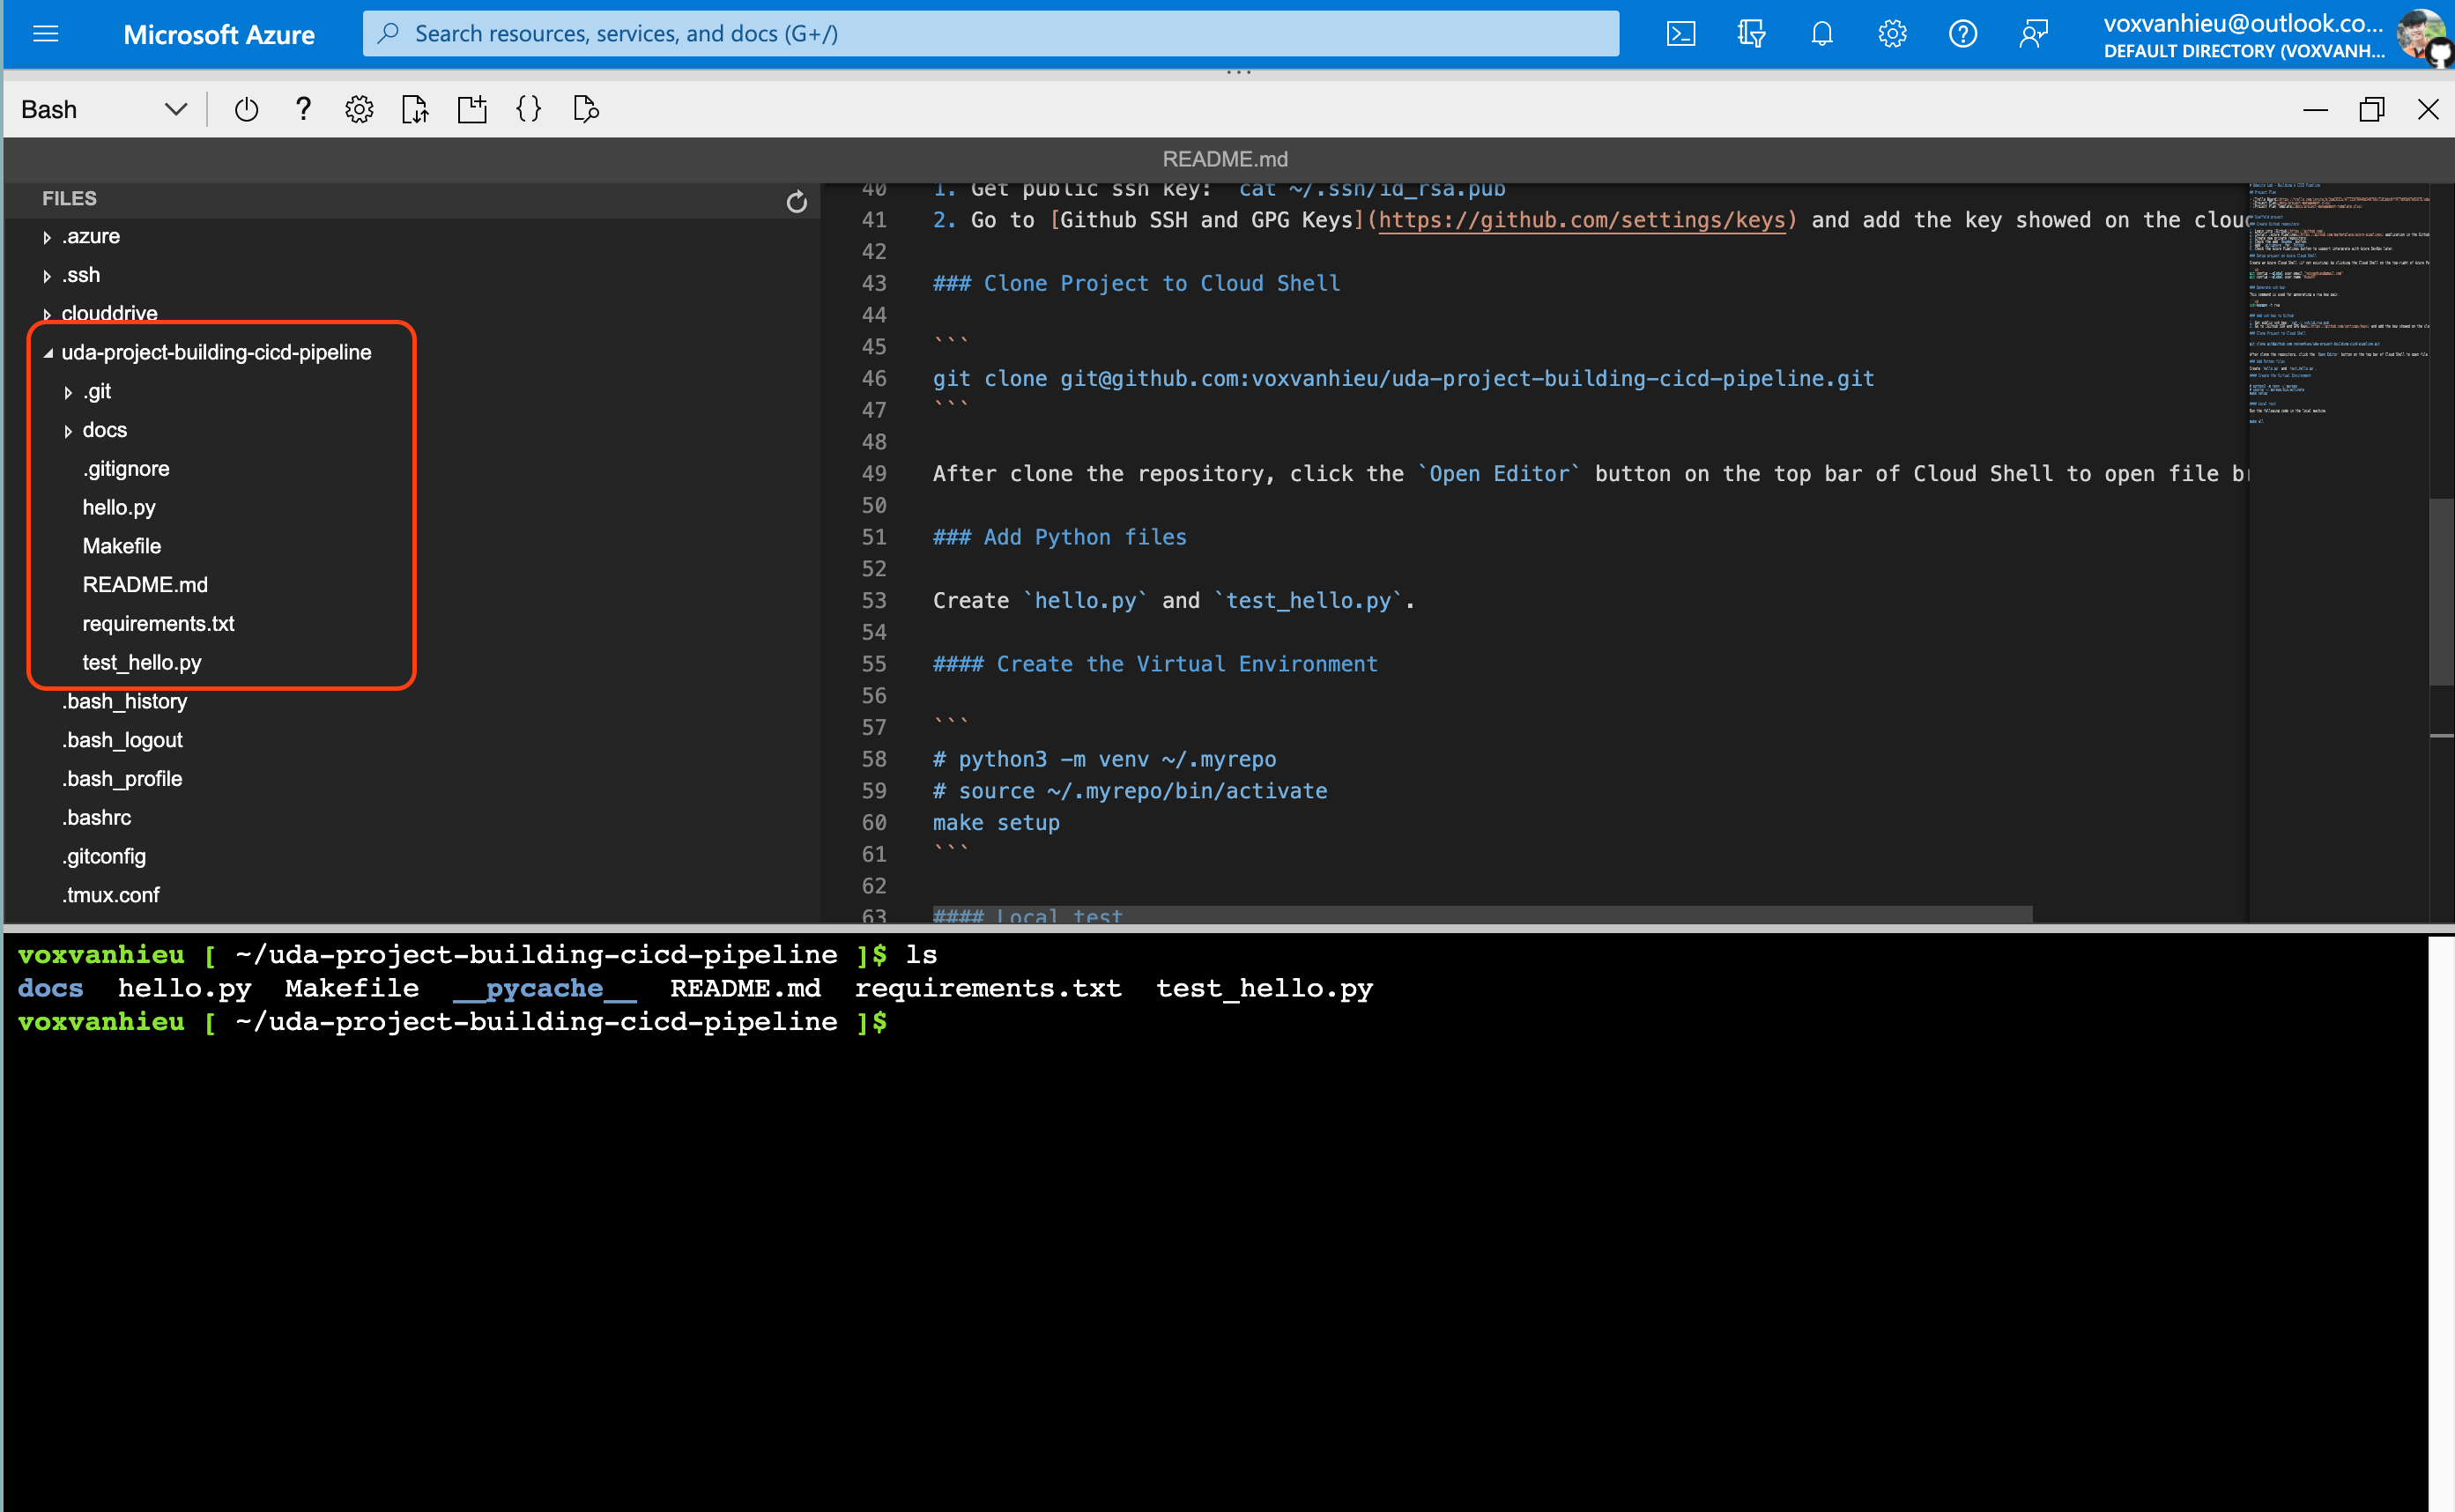 Microsoft Azure
Search resources, services, and docs (G+/)
voxvanhieu@outlook.co...
DEFAULT DIRECTORY (VOXVANH...
Bash
README.md
FILES
.azure
.ssh
clouddrive
uda-project-building-cicd-pipeline
.git
docs
.gitignore
hello.py
Makefile
README.md
requirements.txt
test_hello.py
.bash_history
.bash_logout
.bash_profile
.bashrc
.gitconfig
.tmux.conf
40 1. Get public ssh key: cat ~/.ssh/id_rsa.pub
41 2. Go to [Github SSH and GPG Keys](https://github.com/settings/keys) and add the key showed on the clou
42
43 ### Clone Project to Cloud Shell
44
45 ```
46 git clone git@github.com:voxvanhieu/uda-project-building-cicd-pipeline.git
47 ```
48
49 After clone the repository, click the `Open Editor` button on the top bar of Cloud Shell to open file br
50
51 ### Add Python files
52
53 Create `hello.py` and `test_hello.py`.
54
55 #### Create the Virtual Environment
56
57 ```
58 # python3 -m venv ~/.myrepo
59 # source ~/.myrepo/bin/activate
60 make setup
61 ```
62
63 #### Local test
voxvanhieu [ ~/uda-project-building-cicd-pipeline ]$ ls
docs hello.py Makefile __pycache__ README.md requirements.txt test_hello.py
voxvanhieu [ ~/uda-project-building-cicd-pipeline ]$